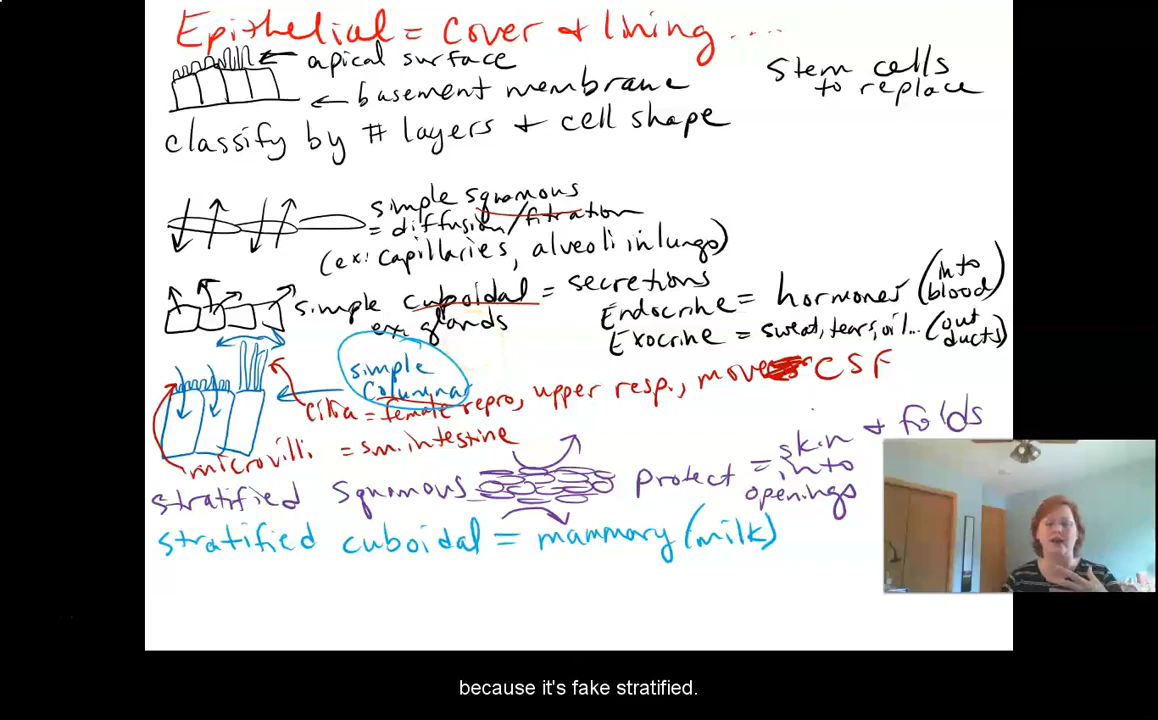 Epithelial = Cover & lining ....
← apical surface
← basement membrane
Stem cells
to replace
classify by # layers & cell shape
simple squamous
= diffusion/fitration
(ex: capillaries, alveoli in lungs)
simple cuboidal = secretions
ex: glands
Endocrine = hormones (into
blood)
Exocrine = sweat, tears, oil... (out
ducts)
simple
Columnar
cilia = female repro, upper resp., move CSF
microvilli = sm. intestine
stratified squamous protect = skin & folds
into
openings
stratified cuboidal = mammary (milk)
because it's fake stratified.